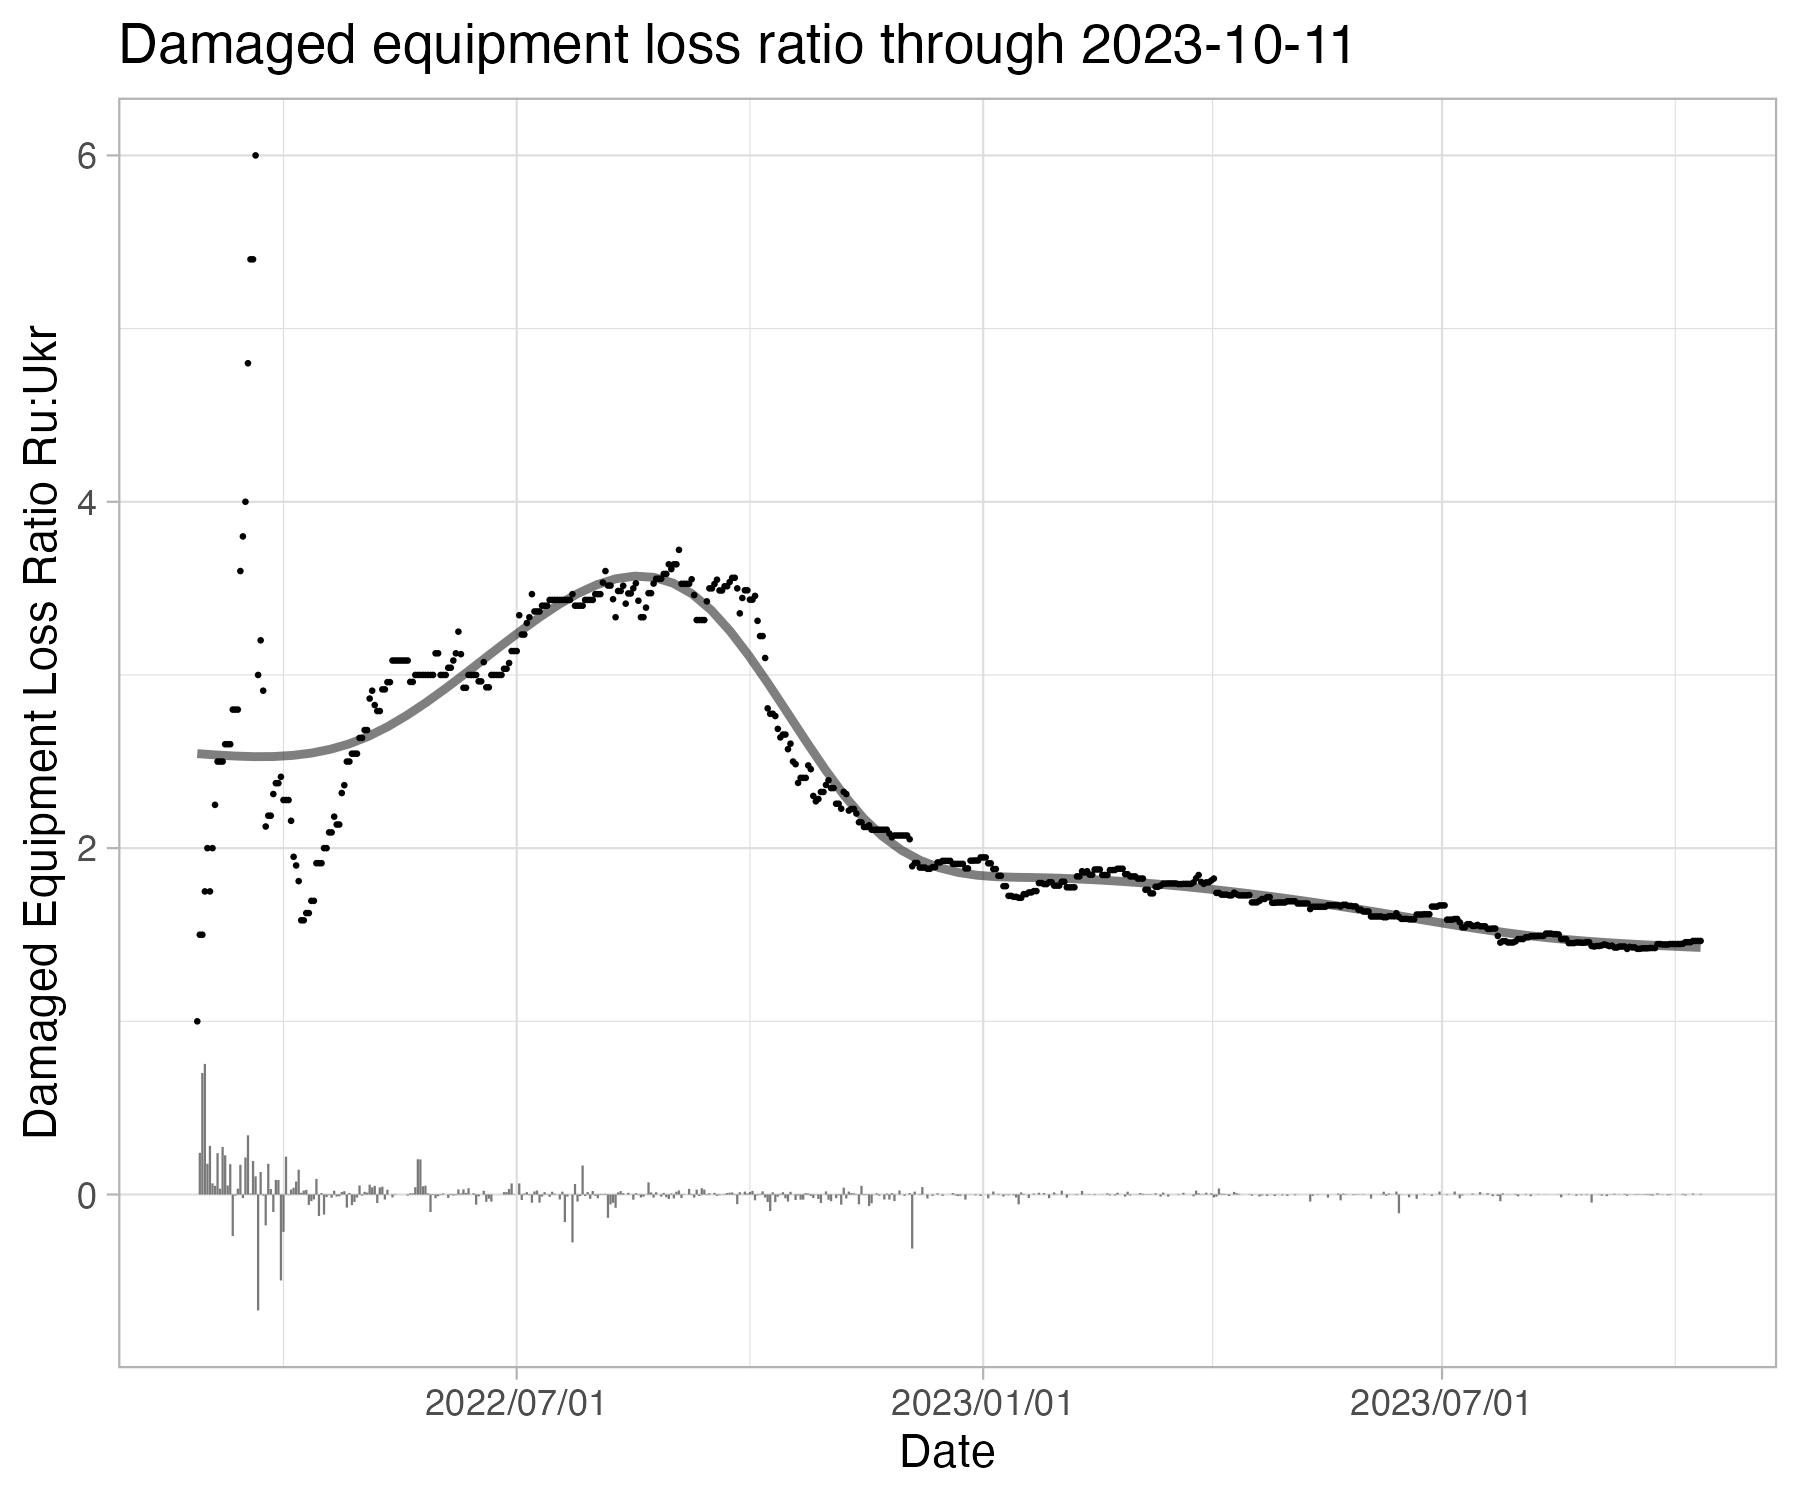 Damaged equipment loss ratio through 2023-10-11
Damaged Equipment Loss Ratio Ru:Ukr
6
4
2
0
2022/07/01
2023/01/01
2023/07/01
Date